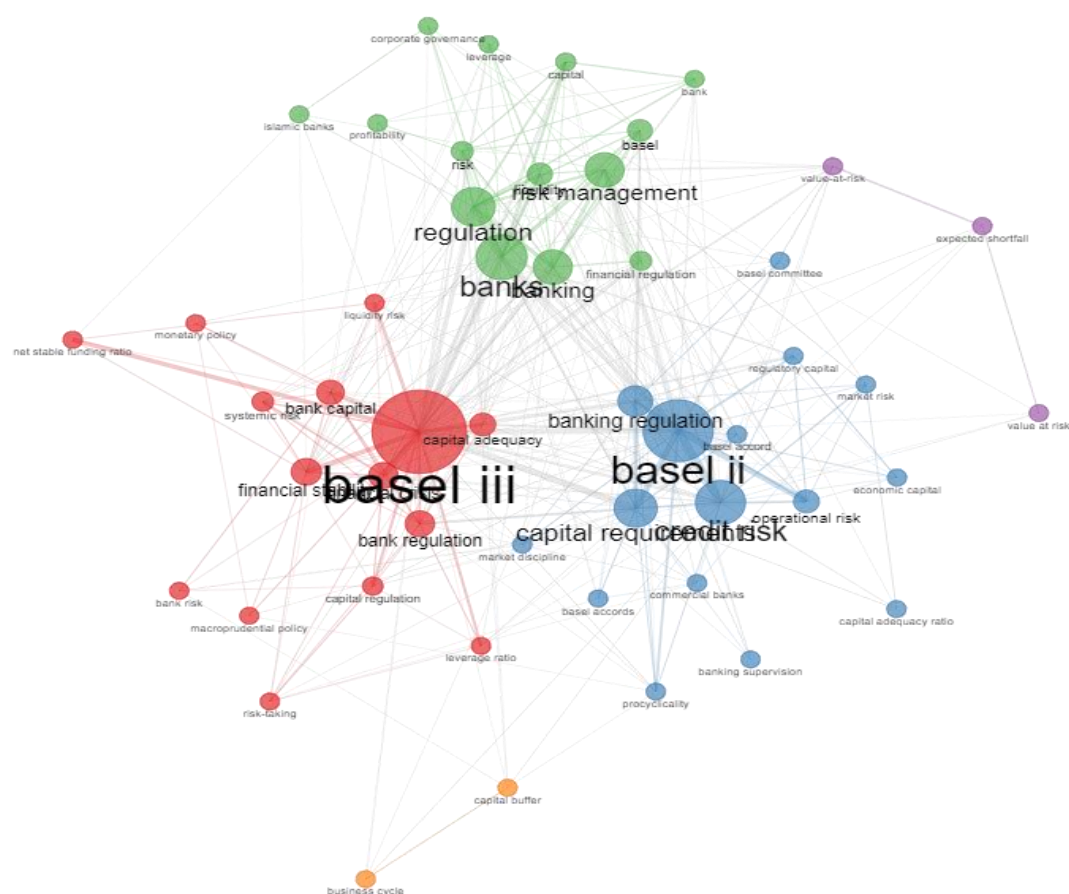 corporate governance
leverage
capital
bank
islamic banks
profitability
basel
risk
value-at-risk
risk management
expected shortfall
regulation
basel committee
financial regulation
banks
banking
liquidity risk
monetary policy
net stable funding ratio
regulatory capital
market risk
bank capital
systemic risk
capital adequacy
banking regulation
value at risk
basel accord
basel ii
basel iii
financial
economic capital
operational risk
capital requirements
credit risk
bank regulation
market discipline
capital regulation
commercial banks
bank risk
basel accords
macroprudential policy
capital adequacy ratio
leverage ratio
banking supervision
risk-taking
procyclicality
capital buffer
business cycle